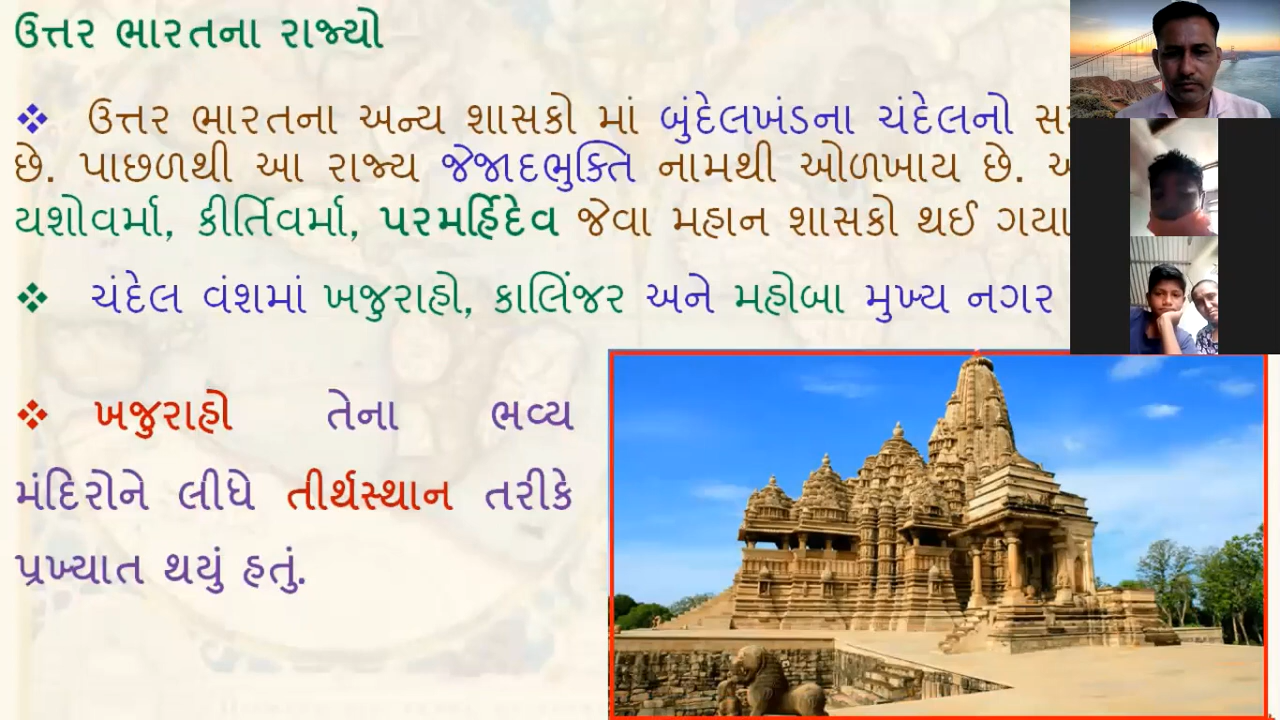 ઉત્તર ભારતના રાજ્યો
❖ ઉત્તર ભારતના અન્ય શાસકો માં બુંદેલખંડના ચંદેલનો
છે. પાછળથી આ રાજ્ય જેજાદભુક્તિ નામથી ઓળખાય છે.
યશોવર્મા, કીર્તિવર્મા, પરમર્હિદેવ જેવા મહાન શાસકો થઈ ગયા
❖ ચંદેલ વંશમાં ખજુરાહો, કાલિંજર અને મહોબા મુખ્ય નગર
❖ ખજુરાહો તેના ભવ્ય
મંદિરોને લીધે તીર્થસ્થાન તરીકે
પ્રખ્યાત થયું હતું.